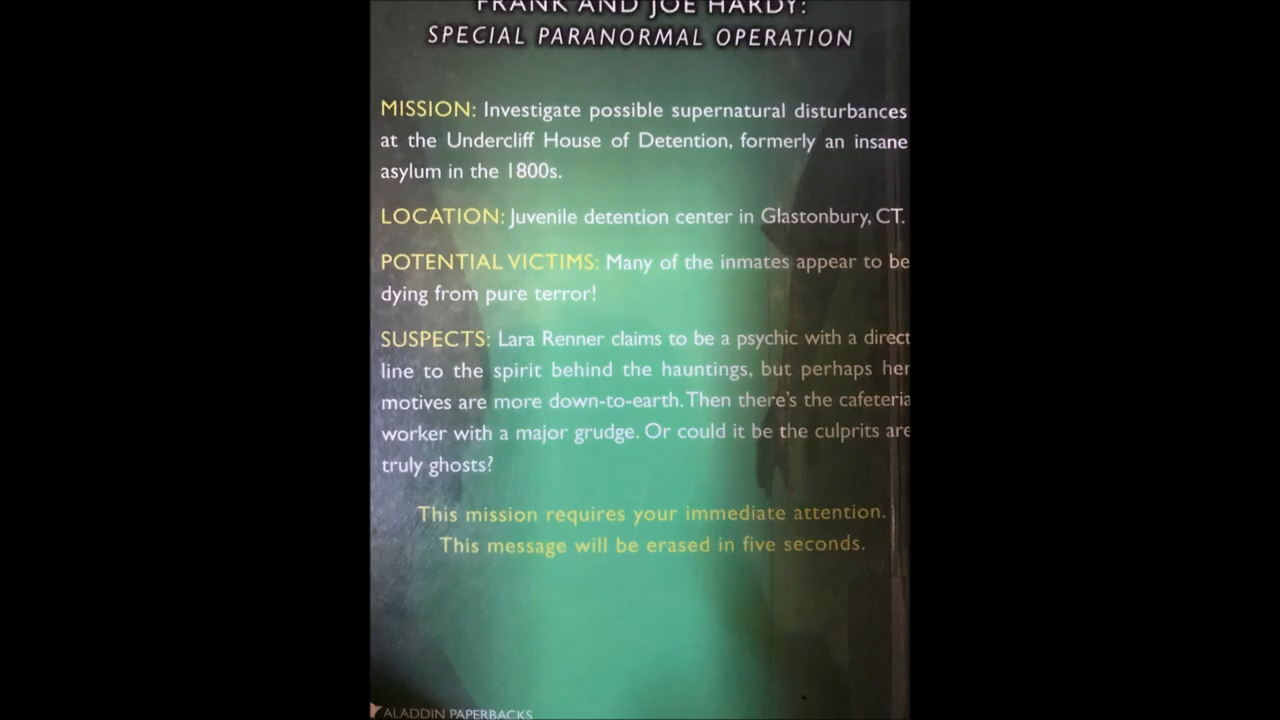 FRANK AND JOE HARDY:
SPECIAL PARANORMAL OPERATION
MISSION: Investigate possible supernatural disturbances
at the Undercliff House of Detention, formerly an insane
asylum in the 1800s.
LOCATION: Juvenile detention center in Glastonbury, CT.
POTENTIAL VICTIMS: Many of the inmates appear to be
dying from pure terror!
SUSPECTS: Lara Renner claims to be a psychic with a direct
line to the spirit behind the hauntings, but perhaps her
motives are more down-to-earth. Then there's the cafeteria
worker with a major grudge. Or could it be the culprits are
truly ghosts?
This mission requires your immediate attention.
This message will be erased in five seconds.
ALADDIN PAPERBACKS